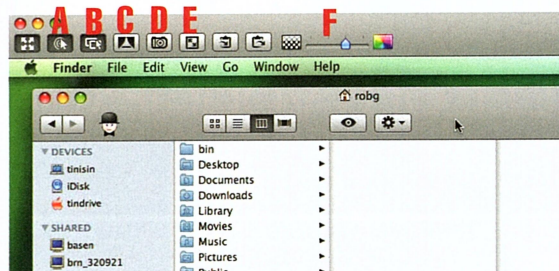 A B C D E F
Finder File Edit View Go Window Help
robg
DEVICES
tinisin
iDisk
tindrive
SHARED
basen
brn_320921
bin
Desktop
Documents
Downloads
Library
Movies
Music
Pictures
Public